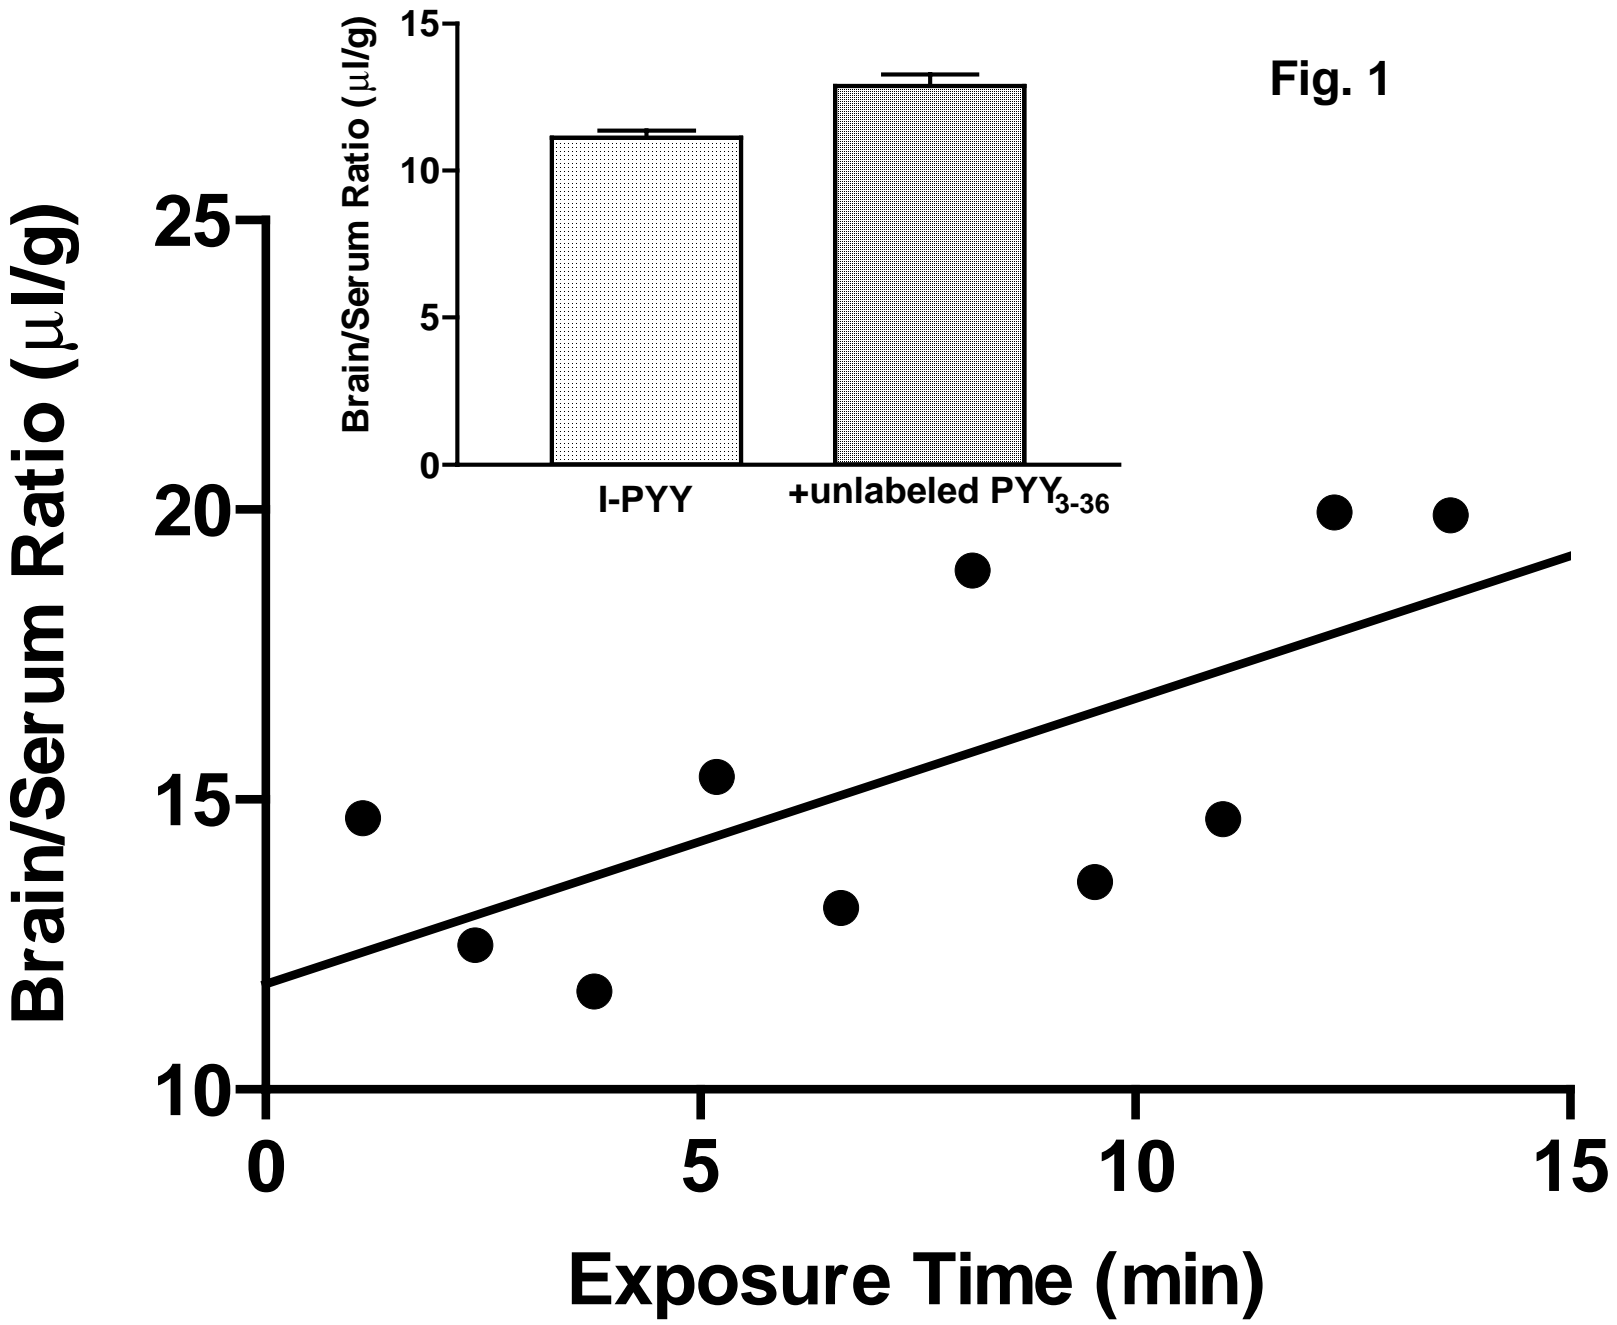 Fig. 1
Brain/Serum Ratio (μl/g)
15
10
5
0
I-PYY
+unlabeled PYY3-36
Brain/Serum Ratio (μl/g)
25
20
15
10
0 5 10 15
Exposure Time (min)